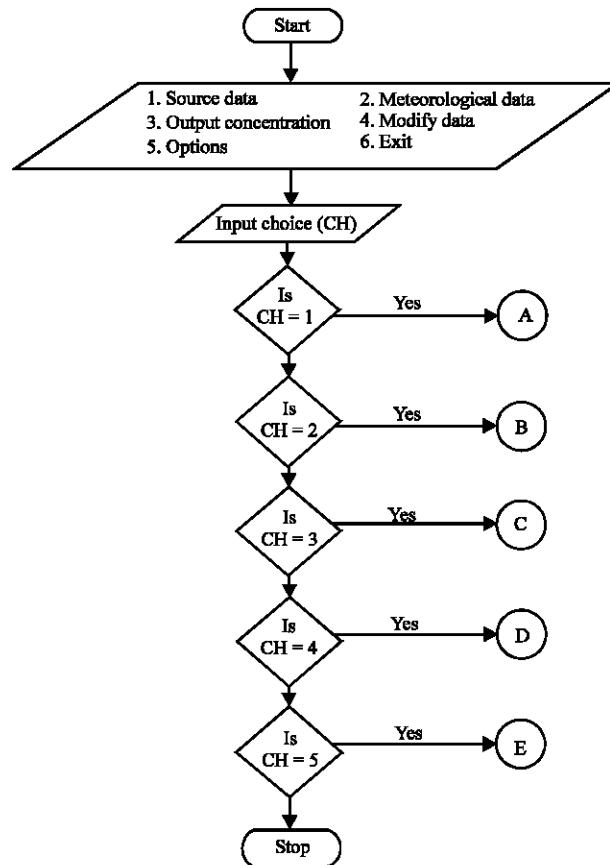 Start
1. Source data 2. Meteorological data
3. Output concentration 4. Modify data
5. Options 6. Exit
Input choice (CH)
Is
CH = 1
Yes
A
Is
CH = 2
Yes
B
Is
CH = 3
Yes
C
Is
CH = 4
Yes
D
Is
CH = 5
Yes
E
Stop